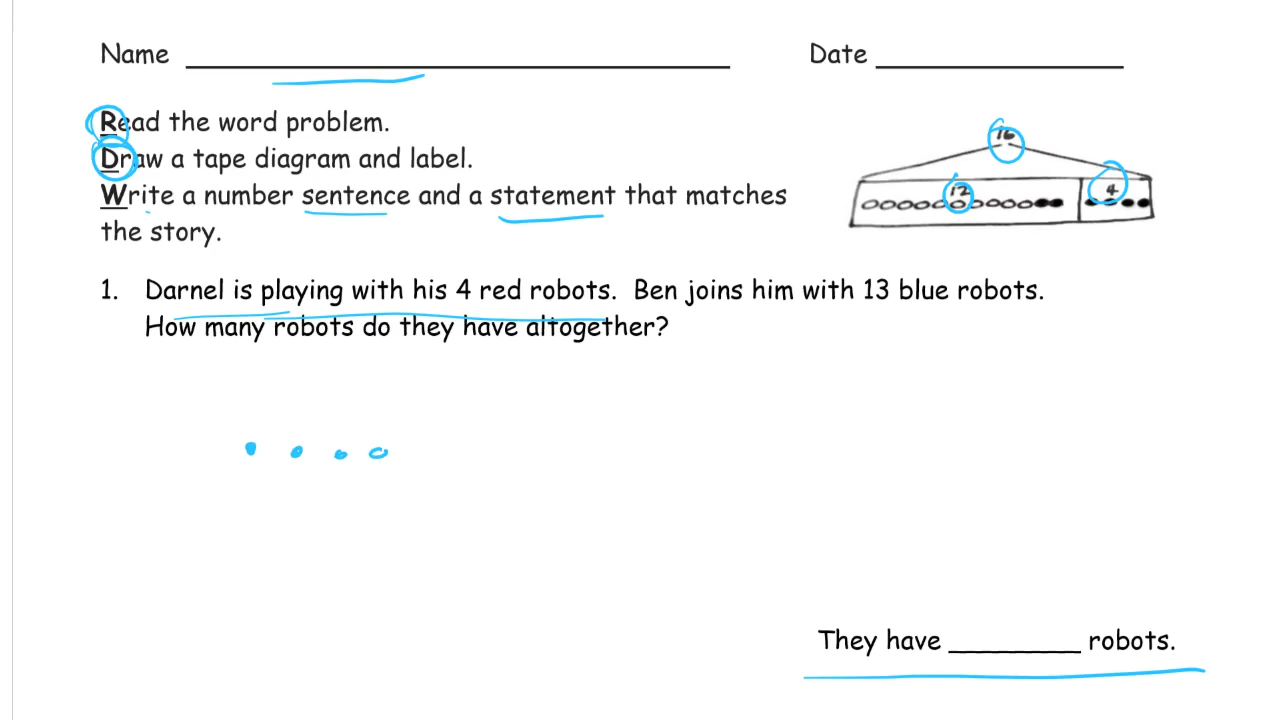 Name ____________ Date ____________
Read the word problem.
Draw a tape diagram and label.
Write a number sentence and a statement that matches
the story.
16
12 4
1. Darnel is playing with his 4 red robots. Ben joins him with 13 blue robots.
How many robots do they have altogether?
They have ________ robots.